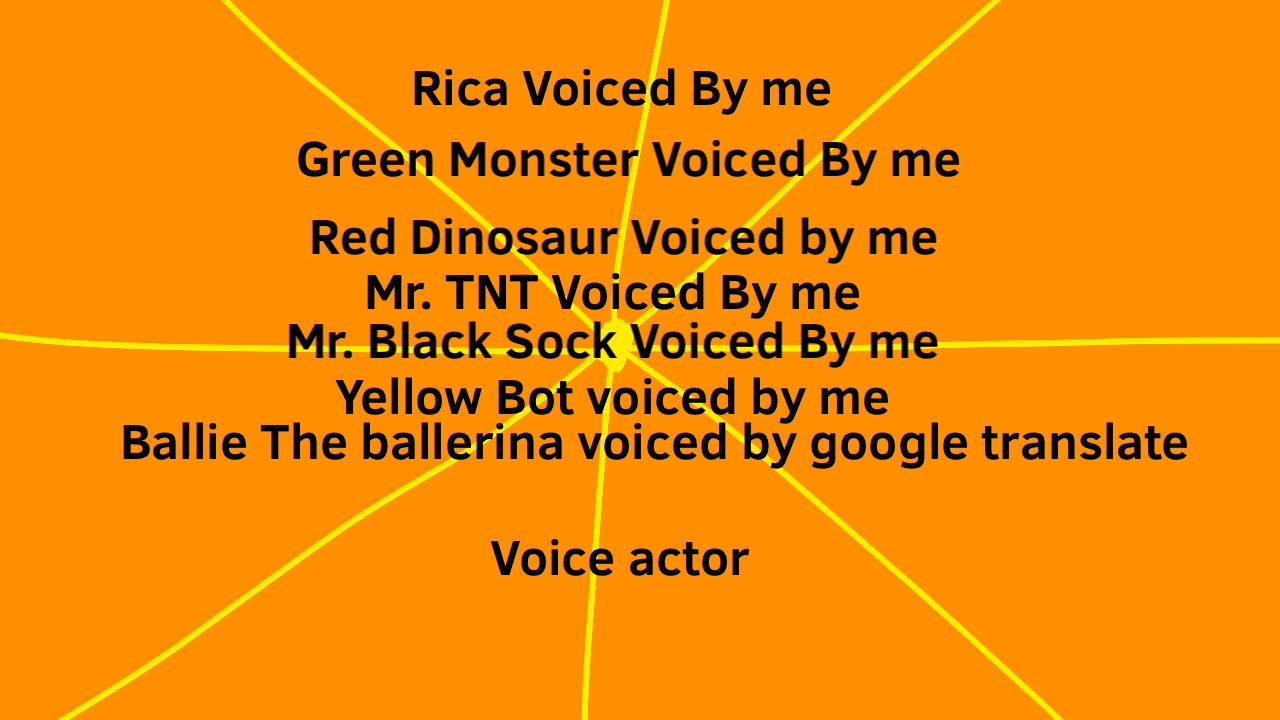 Rica Voiced By me
Green Monster Voiced By me
Red Dinosaur Voiced by me
Mr. TNT Voiced By me
Mr. Black Sock Voiced By me
Yellow Bot voiced by me
Ballie The ballerina voiced by google translate
Voice actor